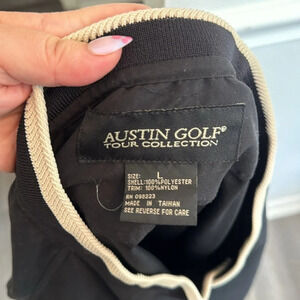 AUSTIN GOLF®
TOUR COLLECTION
SIZE: L
SHELL:100%POLYESTER
TRIM: 100%NYLON
RN 098223
MADE IN TAIWAN
SEE REVERSE FOR CARE